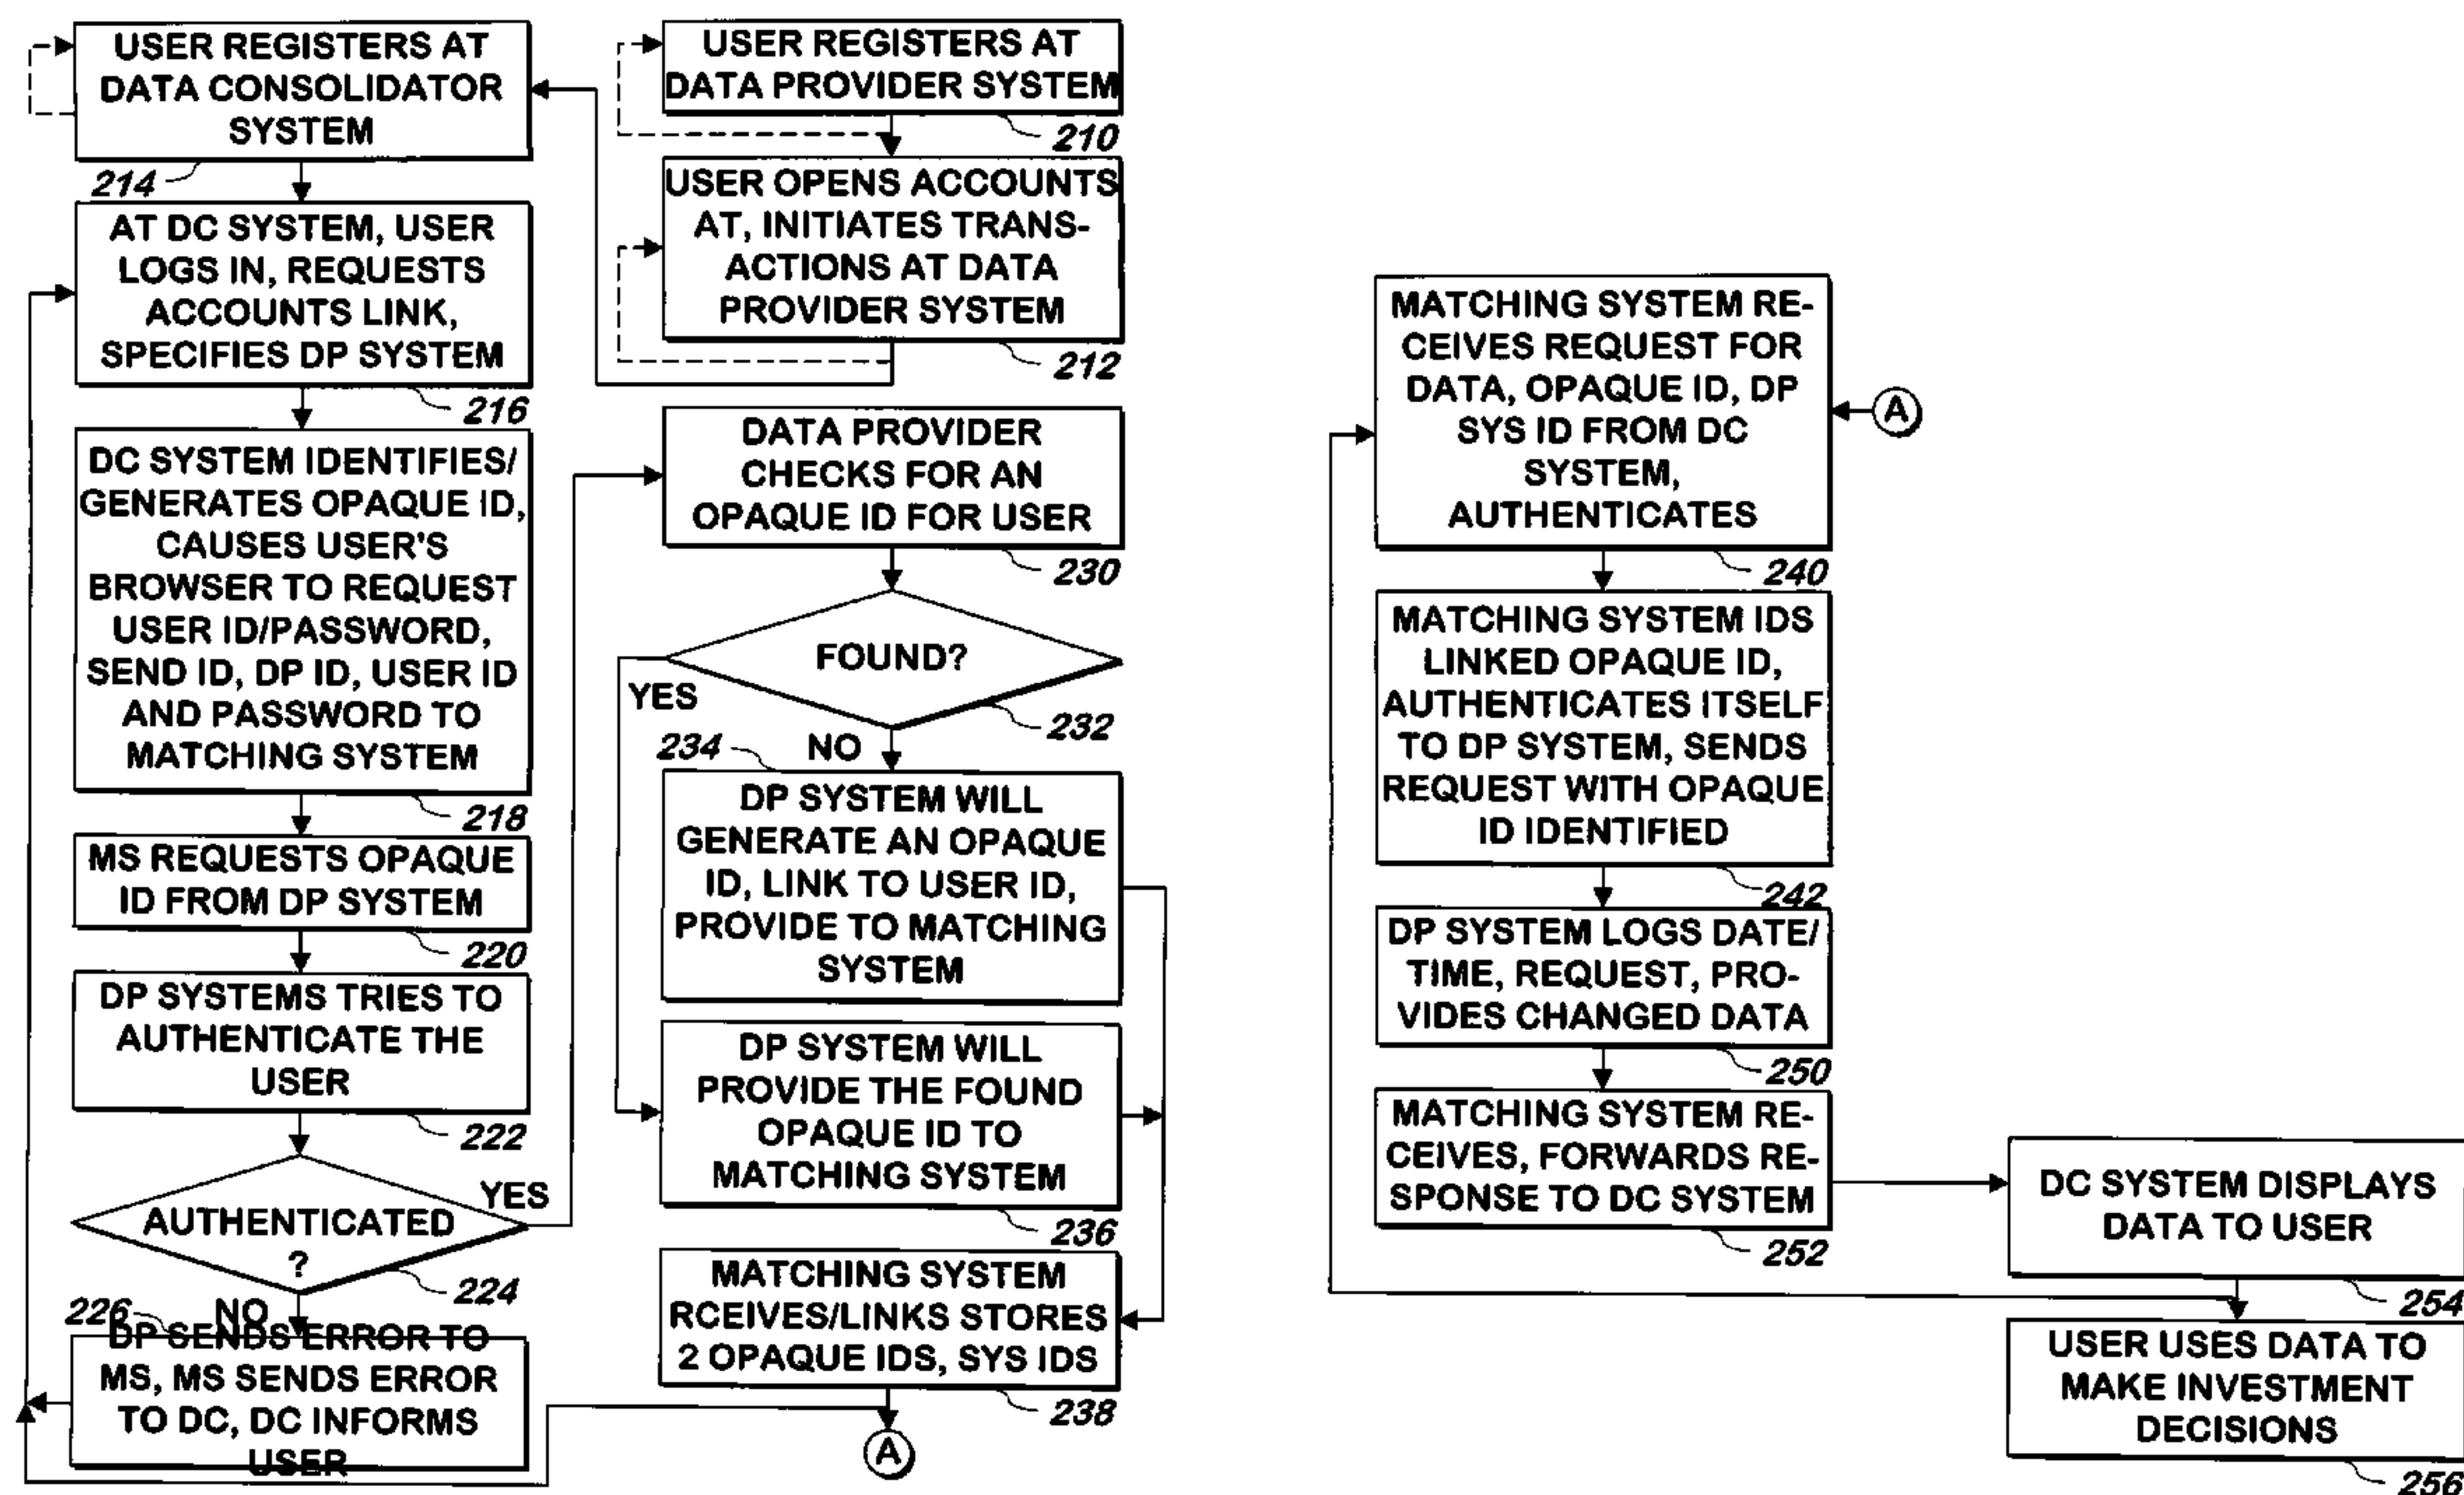 USER REGISTERS AT
DATA CONSOLIDATOR
SYSTEM
214
AT DC SYSTEM, USER
LOGS IN, REQUESTS
ACCOUNTS LINK,
SPECIFIES DP SYSTEM
216
DC SYSTEM IDENTIFIES/
GENERATES OPAQUE ID,
CAUSES USER'S
BROWSER TO REQUEST
USER ID/PASSWORD,
SEND ID, DP ID, USER ID
AND PASSWORD TO
MATCHING SYSTEM
218
MS REQUESTS OPAQUE
ID FROM DP SYSTEM
220
DP SYSTEMS TRIES TO
AUTHENTICATE THE
USER
222
YES
AUTHENTICATED
?
224
NO
226
DP SENDS ERROR TO
MS, MS SENDS ERROR
TO DC, DC INFORMS
USER
USER REGISTERS AT
DATA PROVIDER SYSTEM
210
USER OPENS ACCOUNTS
AT, INITIATES TRANS-
ACTIONS AT DATA
PROVIDER SYSTEM
212
DATA PROVIDER
CHECKS FOR AN
OPAQUE ID FOR USER
230
FOUND?
YES
232
NO
234
DP SYSTEM WILL
GENERATE AN OPAQUE
ID, LINK TO USER ID,
PROVIDE TO MATCHING
SYSTEM
DP SYSTEM WILL
PROVIDE THE FOUND
OPAQUE ID TO
MATCHING SYSTEM
236
MATCHING SYSTEM
RCEIVES/LINKS STORES
2 OPAQUE IDS, SYS IDS
238
A
MATCHING SYSTEM RE-
CEIVES REQUEST FOR
DATA, OPAQUE ID, DP
SYS ID FROM DC
SYSTEM,
AUTHENTICATES
A
240
MATCHING SYSTEM IDS
LINKED OPAQUE ID,
AUTHENTICATES ITSELF
TO DP SYSTEM, SENDS
REQUEST WITH OPAQUE
ID IDENTIFIED
242
DP SYSTEM LOGS DATE/
TIME, REQUEST, PRO-
VIDES CHANGED DATA
250
MATCHING SYSTEM RE-
CEIVES, FORWARDS RE-
SPONSE TO DC SYSTEM
252
DC SYSTEM DISPLAYS
DATA TO USER
254
USER USES DATA TO
MAKE INVESTMENT
DECISIONS
256